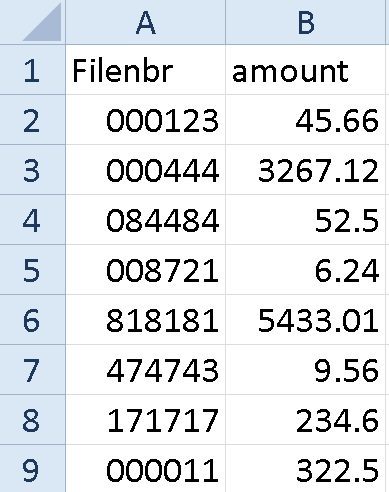 A B
1 Filenbr amount
2 000123 45.66
3 000444 3267.12
4 084484 52.5
5 008721 6.24
6 818181 5433.01
7 474743 9.56
8 171717 234.6
9 000011 322.5